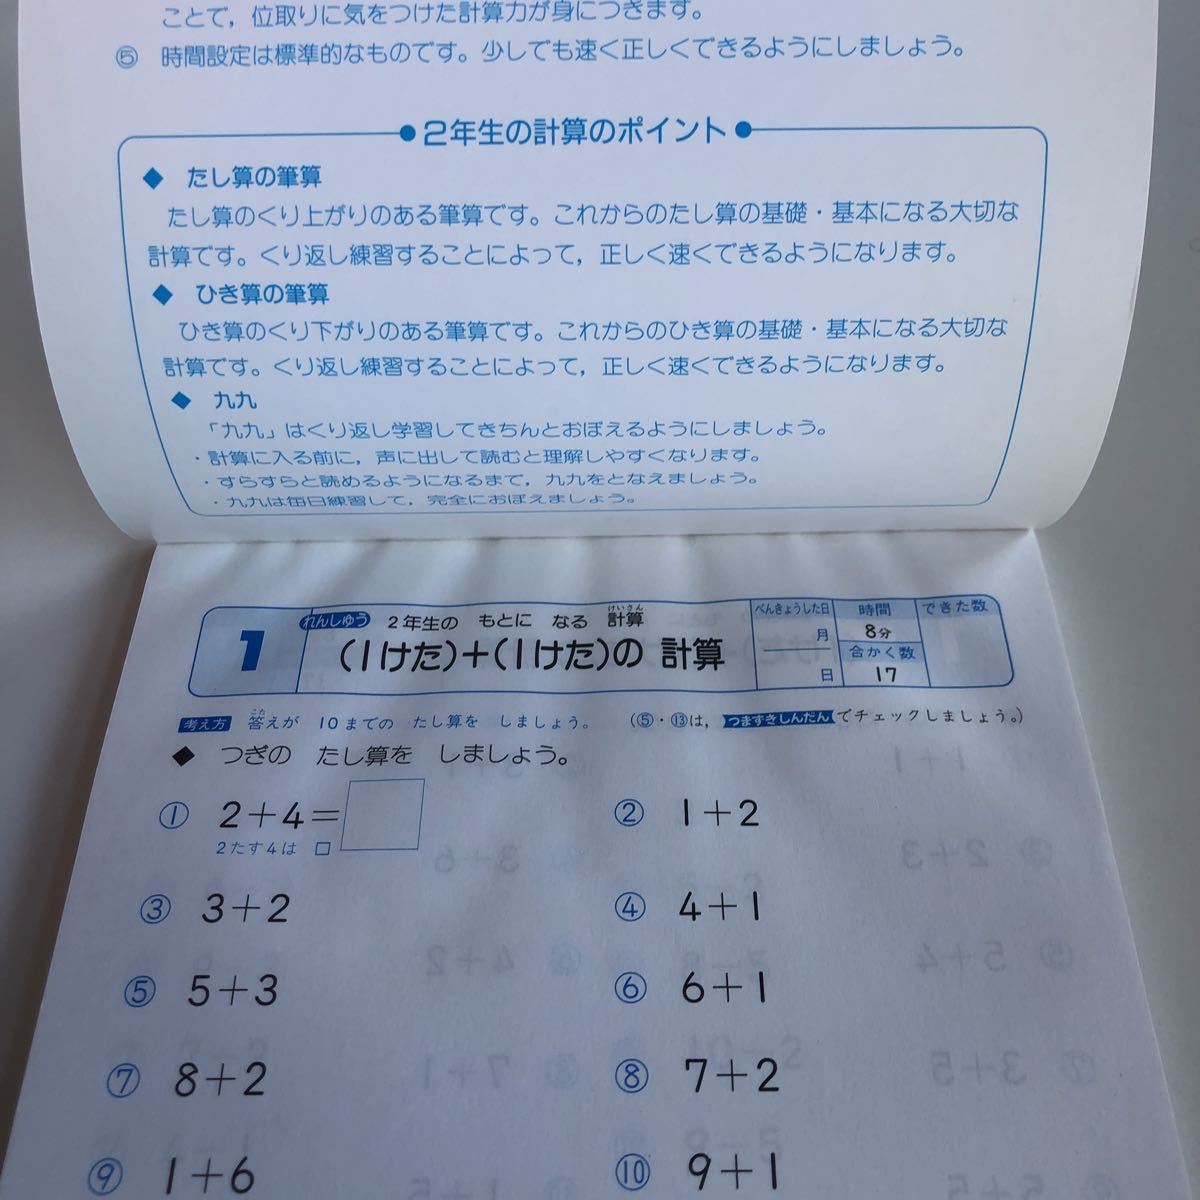 ことで，位取りに気をつけた計算力が身につきます。
⑤ 時間設定は標準的なものです。少しでも速く正しくできるようにしましょう。
2年生の計算のポイント
◆ たし算の筆算
たし算のくり上がりのある筆算です。これからのたし算の基礎・基本になる大切な
計算です。くり返し練習することによって，正しく速くできるようになります。
◆ ひき算の筆算
ひき算のくり下がりのある筆算です。これからのひき算の基礎・基本になる大切な
計算です。くり返し練習することによって，正しく速くできるようになります。
◆ 九九
「九九」はくり返し学習してきちんとおぼえるようにしましょう。
・計算に入る前に，声に出して読むと理解しやすくなります。
・すらすらと読めるようになるまで，九九をとなえましょう。
・九九は毎日練習して，完全におぼえましょう。
1 れんしゅう 2年生の もとに なる 計算 けいさん
(1けた)+(1けた)の 計算
べんきょうした日 月 日
時間 8分
合かく数 17
できた数
考え方 答えが こた 10までの たし算を しましょう。 (⑤・⑬は，つまずきしんだんでチェックしましょう。)
◆ つぎの たし算を しましょう。
① 2+4=□
2たす4は □
② 1+2
③ 3+2
④ 4+1
⑤ 5+3
⑥ 6+1
⑦ 8+2
⑧ 7+2
⑨ 1+6
⑩ 9+1